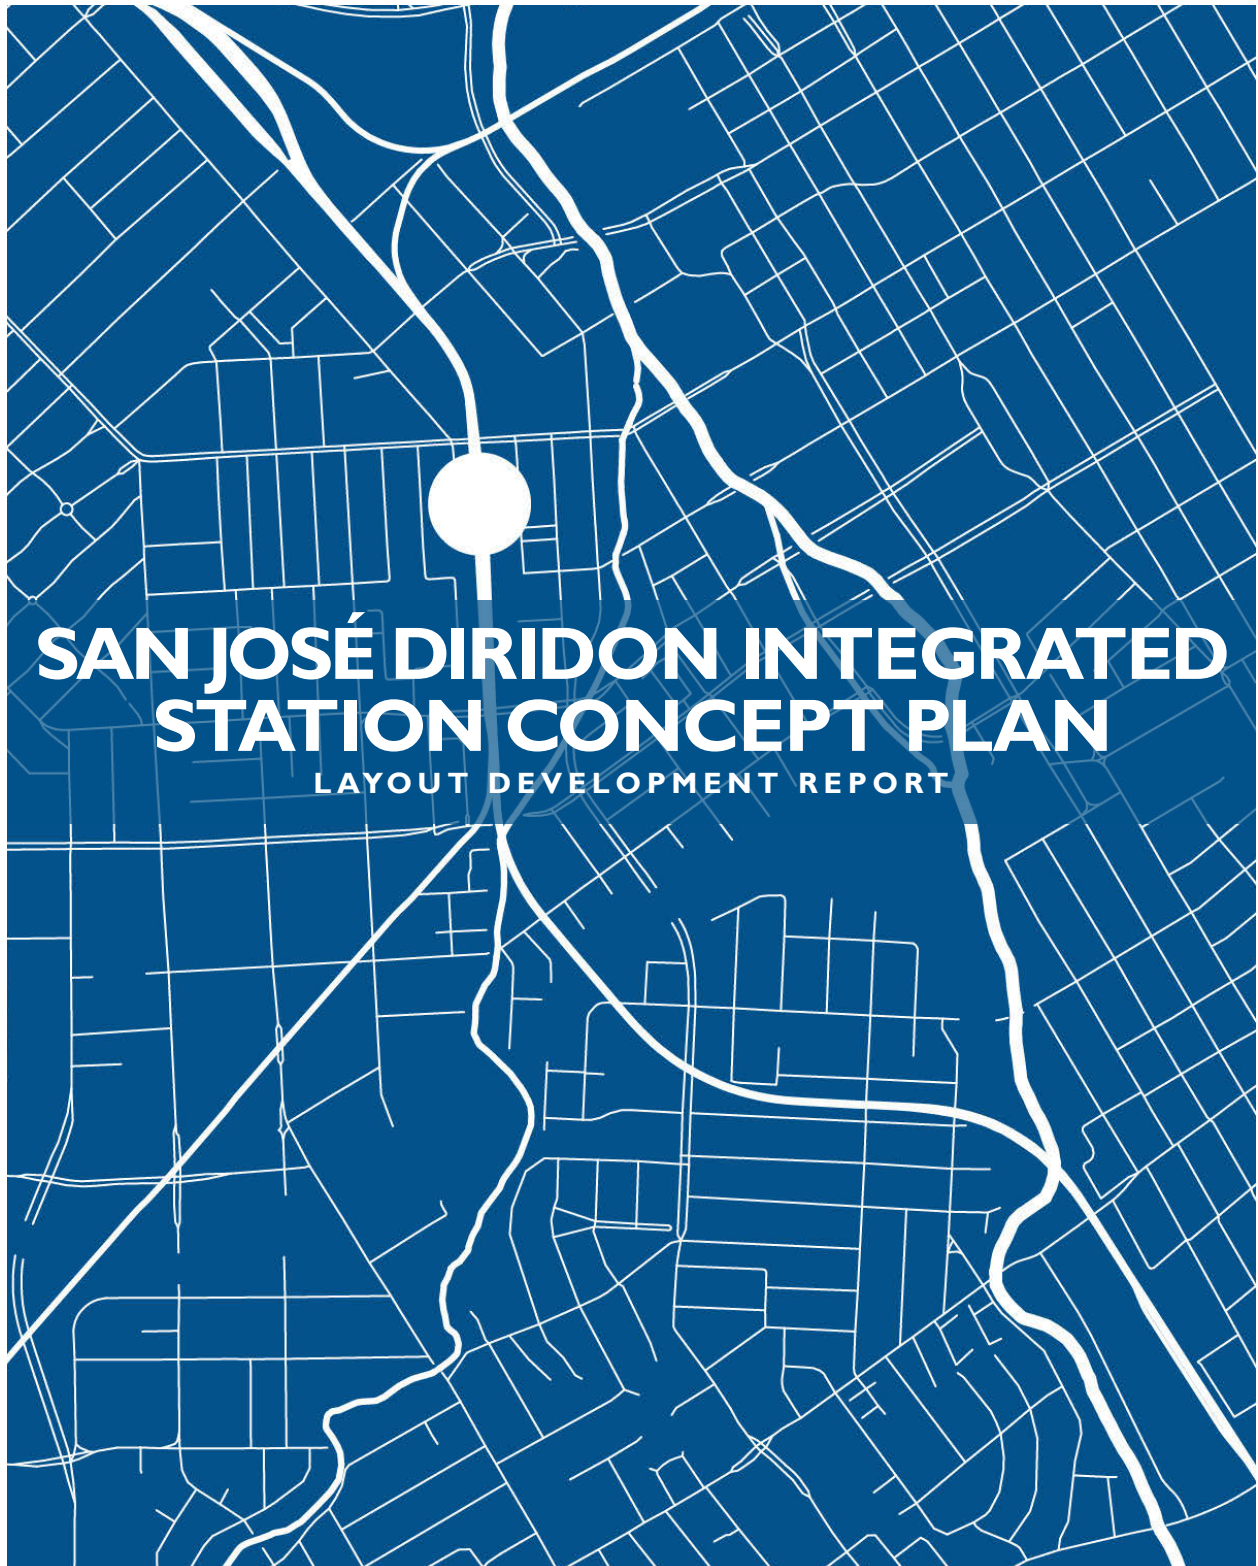 SAN JOSÉ DIRIDON INTEGRATED
STATION CONCEPT PLAN
LAYOUT DEVELOPMENT REPORT